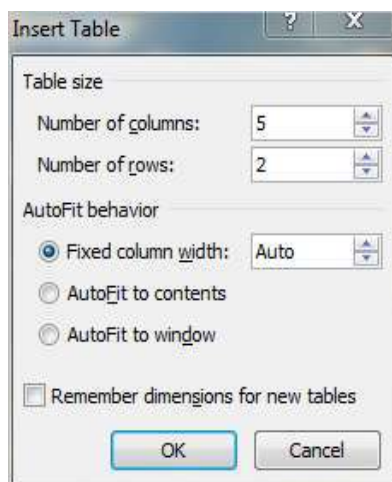 Insert Table
Table size
Number of columns: 5
Number of rows: 2
AutoFit behavior
Fixed column width: Auto
AutoFit to contents
AutoFit to window
Remember dimensions for new tables
OK Cancel